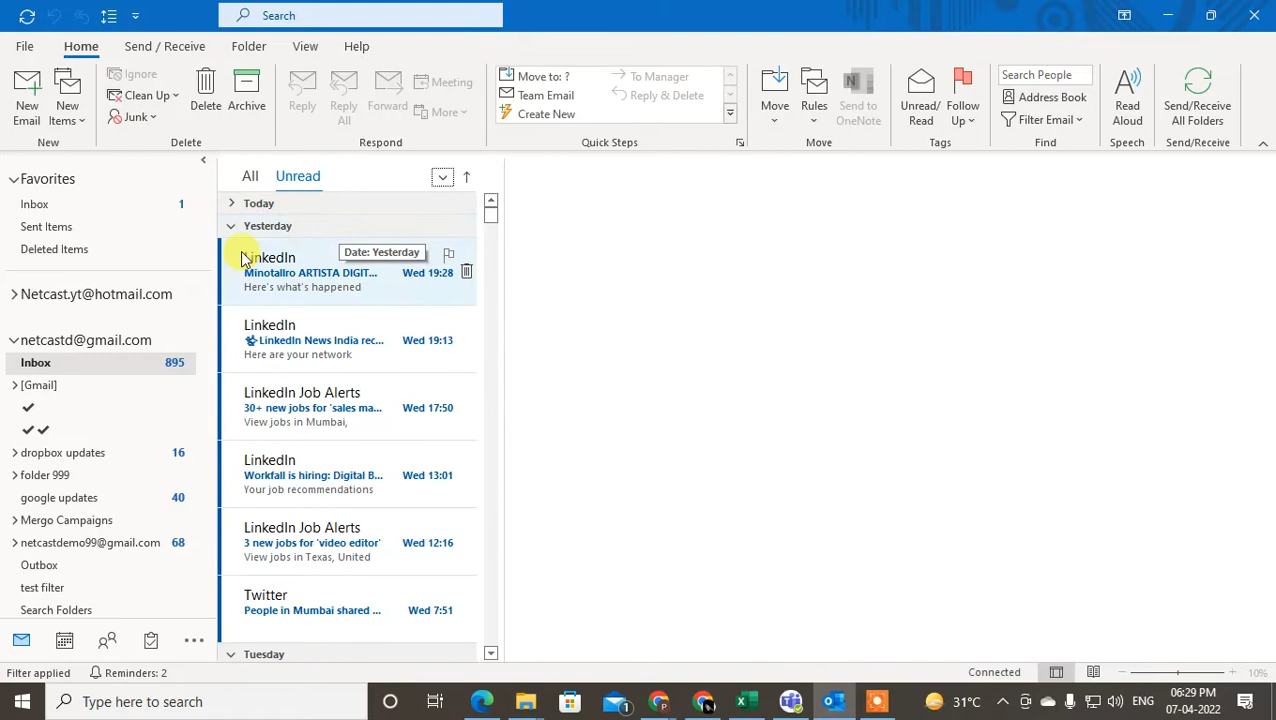 Search
File Home Send / Receive Folder View Help
New Email
New Items
Ignore
Clean Up
Junk
Delete
Archive
Reply
Reply All
Forward
Meeting
More
Move to: ?
Team Email
Create New
To Manager
Reply & Delete
Move
Rules
Send to OneNote
Unread/ Read
Follow Up
Search People
Address Book
Filter Email
Read Aloud
Send/Receive All Folders
New Delete Respond Quick Steps Move Tags Find Speech Send/Receive
Favorites
Inbox 1
Sent Items
Deleted Items
Netcast.yt@hotmail.com
netcastd@gmail.com
Inbox 895
[Gmail]
dropbox updates 16
folder 999
google updates 40
Mergo Campaigns
netcastdemo99@gmail.com 68
Outbox
test filter
Search Folders
All Unread
Today
Yesterday
Date: Yesterday
LinkedIn
Minotallro ARTISTA DIGIT... Wed 19:28
Here's what's happened
LinkedIn
LinkedIn News India rec... Wed 19:13
Here are your network
LinkedIn Job Alerts
30+ new jobs for 'sales ma... Wed 17:50
View jobs in Mumbai,
LinkedIn
Workfall is hiring: Digital B... Wed 13:01
Your job recommendations
LinkedIn Job Alerts
3 new jobs for 'video editor' Wed 12:16
View jobs in Texas, United
Twitter
People in Mumbai shared ... Wed 7:51
Tuesday
Filter applied Reminders: 2 Connected 10%
Type here to search
1
31°C
ENG
06:29 PM
07-04-2022